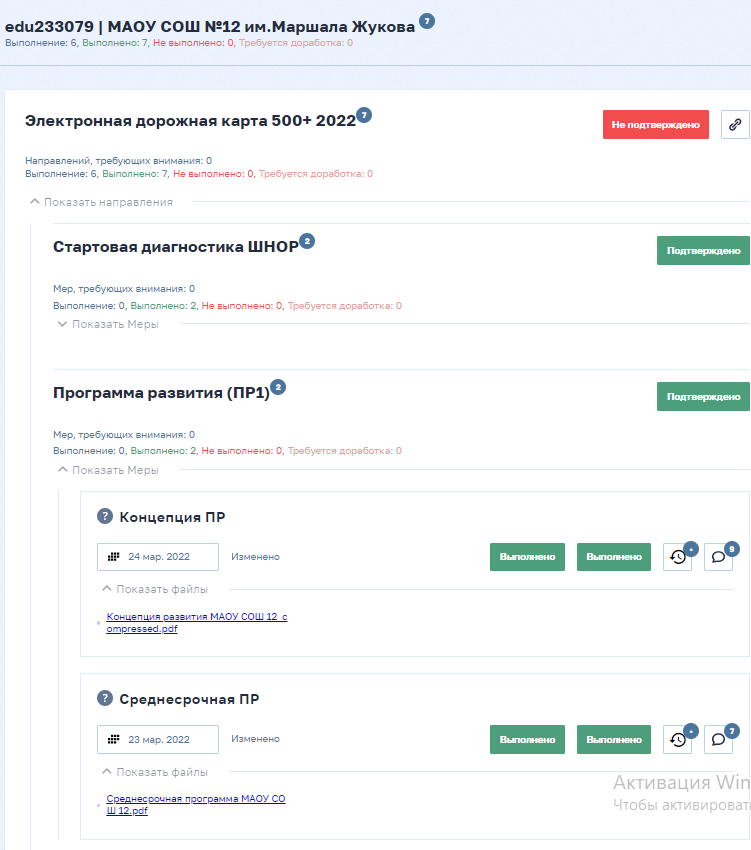 edu233079 | МАОУ СОШ №12 им.Маршала Жукова 7
Выполнение: 6, Выполнено: 7, Не выполнено: 0, Требуется доработка: 0
Электронная дорожная карта 500+ 2022 7
Не подтверждено
Направлений, требующих внимания: 0
Выполнение: 6, Выполнено: 7, Не выполнено: 0, Требуется доработка: 0
Показать направления
Стартовая диагностика ШНОР 2
Подтверждено
Мер, требующих внимания: 0
Выполнение: 0, Выполнено: 2, Не выполнено: 0, Требуется доработка: 0
Показать Меры
Программа развития (ПР1) 2
Подтверждено
Мер, требующих внимания: 0
Выполнение: 0, Выполнено: 2, Не выполнено: 0, Требуется доработка: 0
Показать Меры
? Концепция ПР
24 мар. 2022 Изменено Выполнено Выполнено 9
Показать файлы
Концепция развития МАОУ СОШ 12_c
ompressed.pdf
? Среднесрочная ПР
23 мар. 2022 Изменено Выполнено Выполнено 7
Показать файлы
Среднесрочная программа МАОУ СО
Ш 12.pdf
Активация Win
Чтобы активироват